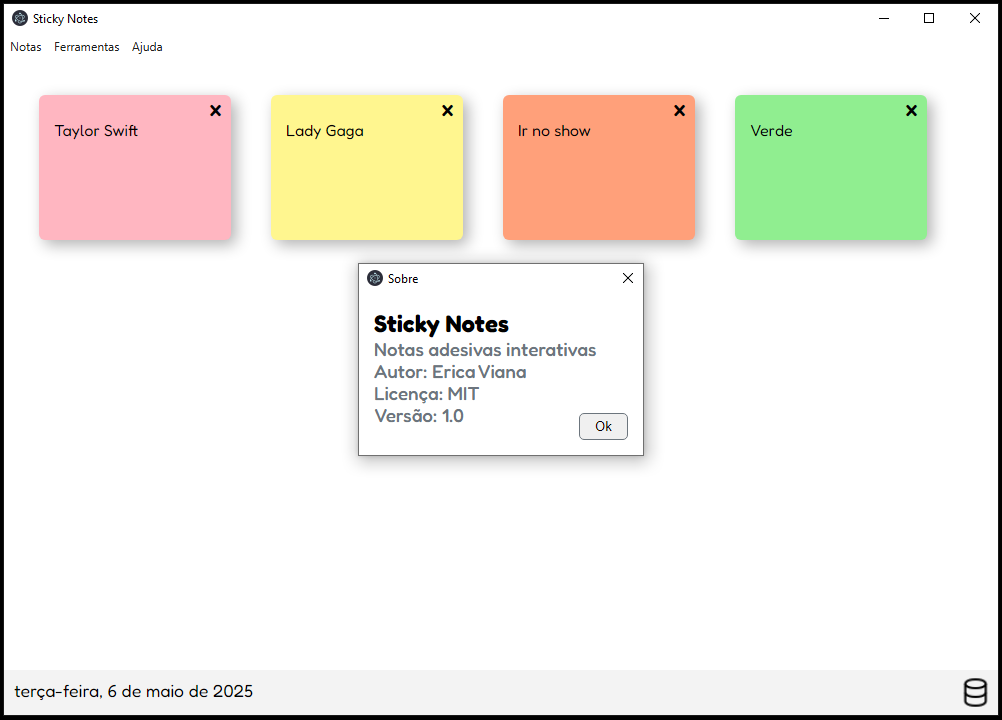 Sticky Notes
Notas Ferramentas Ajuda
Taylor Swift
Lady Gaga
Ir no show
Verde
Sobre
Sticky Notes
Notas adesivas interativas
Autor: Erica Viana
Licença: MIT
Versão: 1.0
Ok
terça-feira, 6 de maio de 2025